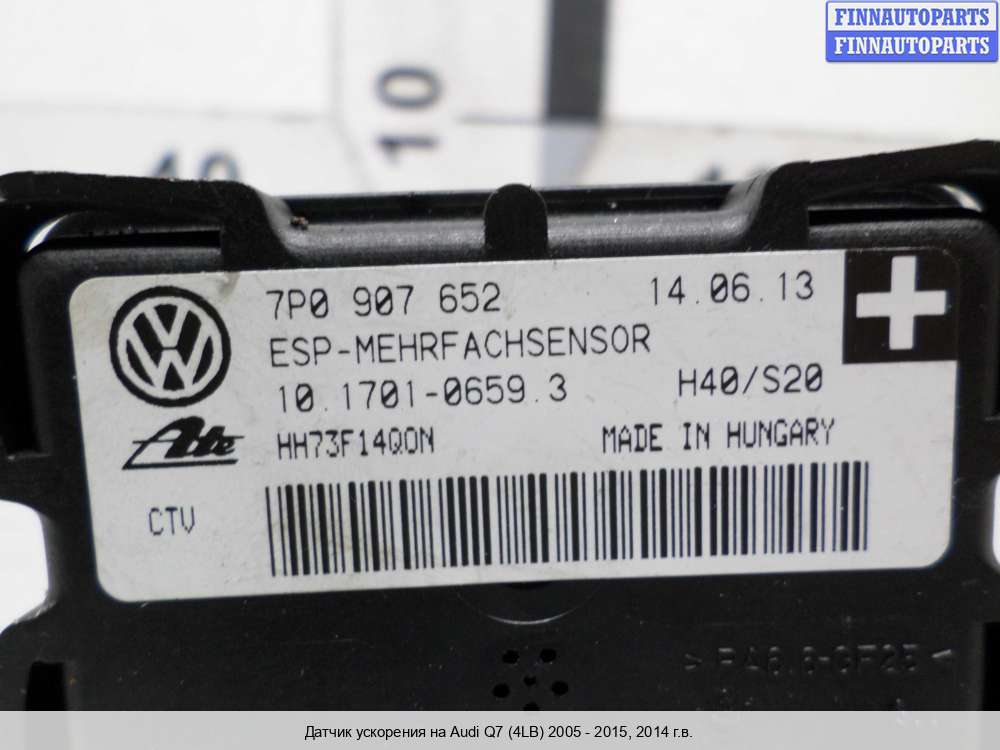 FINNAUTOPARTS
FINNAUTOPARTS
10
7P0 907 652
14.06.13
ESP-MEHRFACHSENSOR
10.1701-0659.3
H40/S20
Ate
HH73F14QON
MADE IN HUNGARY
CTV
Датчик ускорения на Audi Q7 (4LB) 2005 - 2015, 2014 г.в.